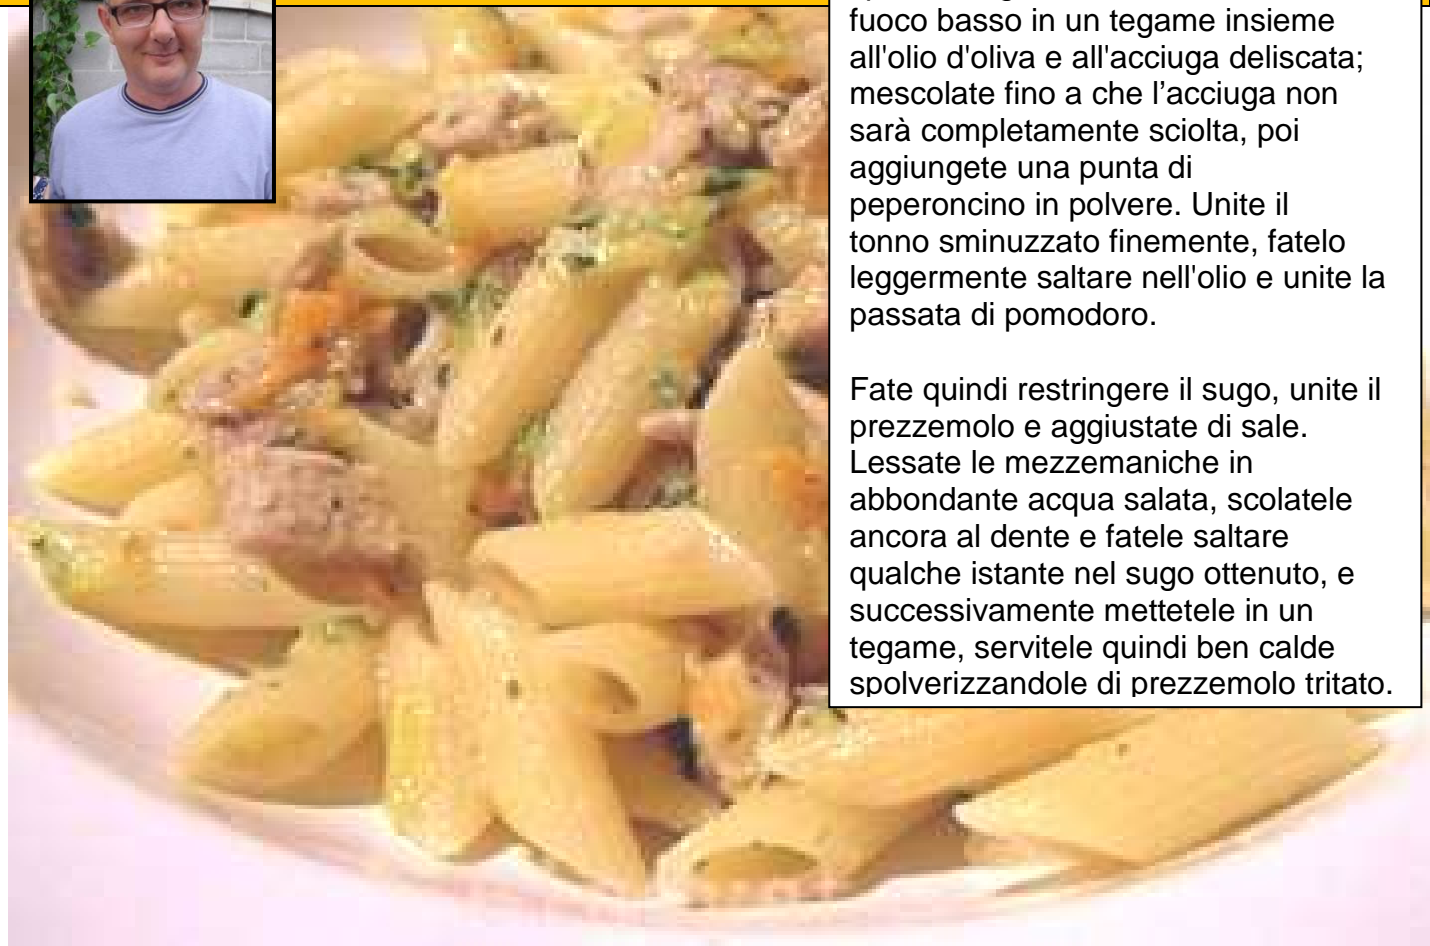 fuoco basso in un tegame insieme
all'olio d'oliva e all'acciuga deliscata;
mescolate fino a che l’acciuga non
sarà completamente sciolta, poi
aggiungete una punta di
peperoncino in polvere. Unite il
tonno sminuzzato finemente, fatelo
leggermente saltare nell'olio e unite la
passata di pomodoro.

Fate quindi restringere il sugo, unite il
prezzemolo e aggiustate di sale.
Lessate le mezzemaniche in
abbondante acqua salata, scolatele
ancora al dente e fatele saltare
qualche istante nel sugo ottenuto, e
successivamente mettetele in un
tegame, servitele quindi ben calde
spolverizzandole di prezzemolo tritato.